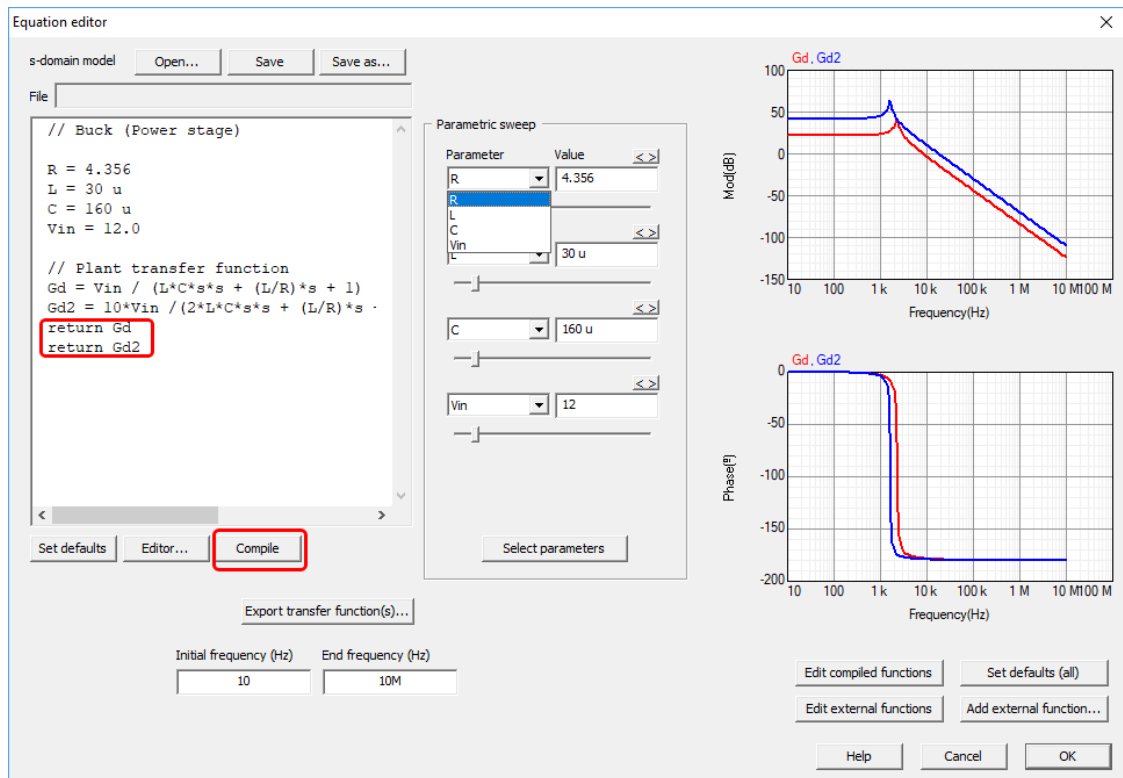 Equation editor
s-domain model Open... Save Save as...
File
// Buck (Power stage)
R = 4.356
L = 30 u
C = 160 u
Vin = 12.0
// Plant transfer function
Gd = Vin / (L*C*s*s + (L/R)*s + 1)
Gd2 = 10*Vin /(2*L*C*s*s + (L/R)*s
return Gd
return Gd2
Set defaults Editor... Compile
Export transfer function(s)...
Initial frequency (Hz) End frequency (Hz)
10 10M
Parametric sweep
Parameter Value < >
R 4.356
R
L
C
Vin
< >
30 u
< >
C 160 u
< >
Vin 12
Select parameters
Gd, Gd2
Mod(dB)
100
50
0
-50
-100
-150
10 100 1 k 10 k 100 k 1 M 10 M 100 M
Frequency(Hz)
Gd, Gd2
Phase(º)
0
-50
-100
-150
-200
10 100 1 k 10 k 100 k 1 M 10 M 100 M
Frequency(Hz)
Edit compiled functions Set defaults (all)
Edit external functions Add external function...
Help Cancel OK